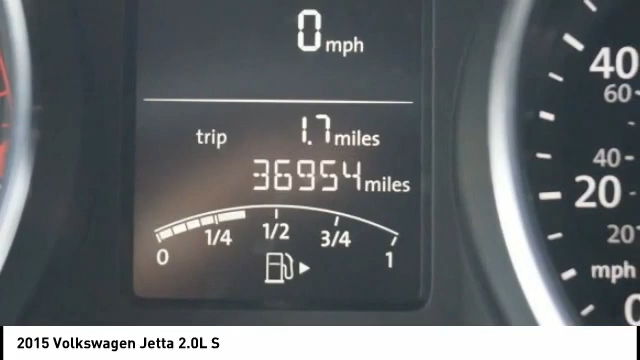 0 mph
40
60
trip 1.7 miles
36954 miles
40
20
0 1/4 1/2 3/4 1
20
mph
0
2015 Volkswagen Jetta 2.0L S